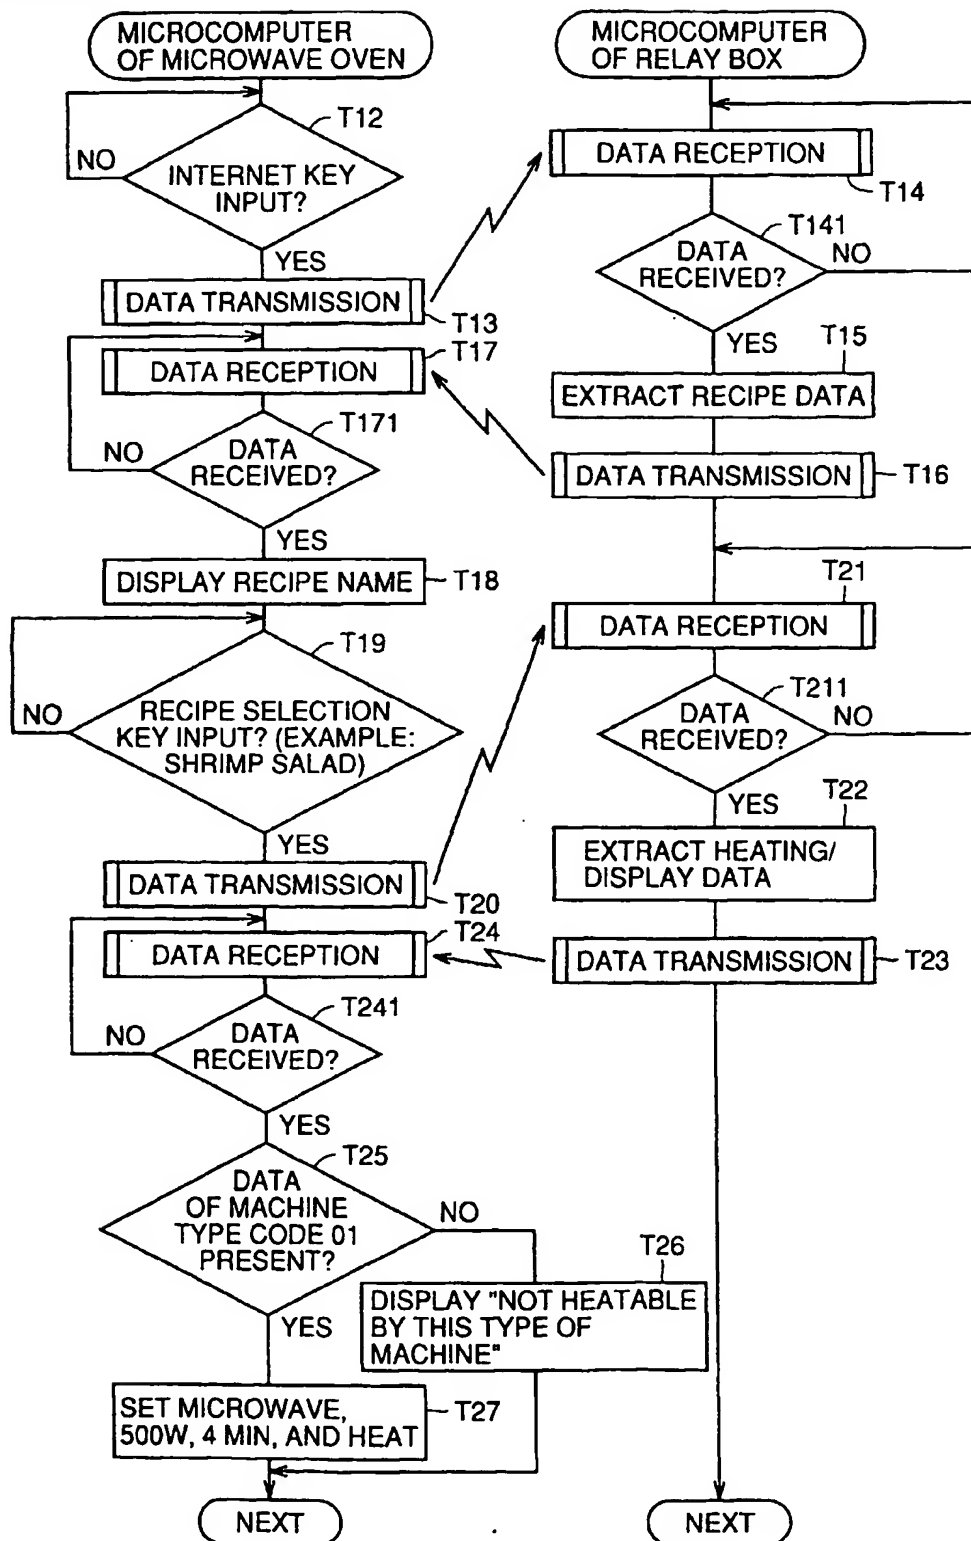 MICROCOMPUTER
OF MICROWAVE OVEN
T12
NO
INTERNET KEY
INPUT?
YES
DATA TRANSMISSION
T13
T17
DATA RECEPTION
T171
NO
DATA
RECEIVED?
YES
DISPLAY RECIPE NAME
T18
T19
NO
RECIPE SELECTION
KEY INPUT? (EXAMPLE:
SHRIMP SALAD)
YES
DATA TRANSMISSION
T20
T24
DATA RECEPTION
T241
NO
DATA
RECEIVED?
YES
T25
DATA
OF MACHINE
TYPE CODE 01
PRESENT?
NO
YES
T26
DISPLAY "NOT HEATABLE
BY THIS TYPE OF
MACHINE"
SET MICROWAVE,
500W, 4 MIN, AND HEAT
T27
NEXT
MICROCOMPUTER
OF RELAY BOX
DATA RECEPTION
T14
T141
DATA
RECEIVED?
NO
YES
T15
EXTRACT RECIPE DATA
DATA TRANSMISSION
T16
T21
DATA RECEPTION
T211
DATA
RECEIVED?
NO
YES
T22
EXTRACT HEATING/
DISPLAY DATA
DATA TRANSMISSION
T23
NEXT